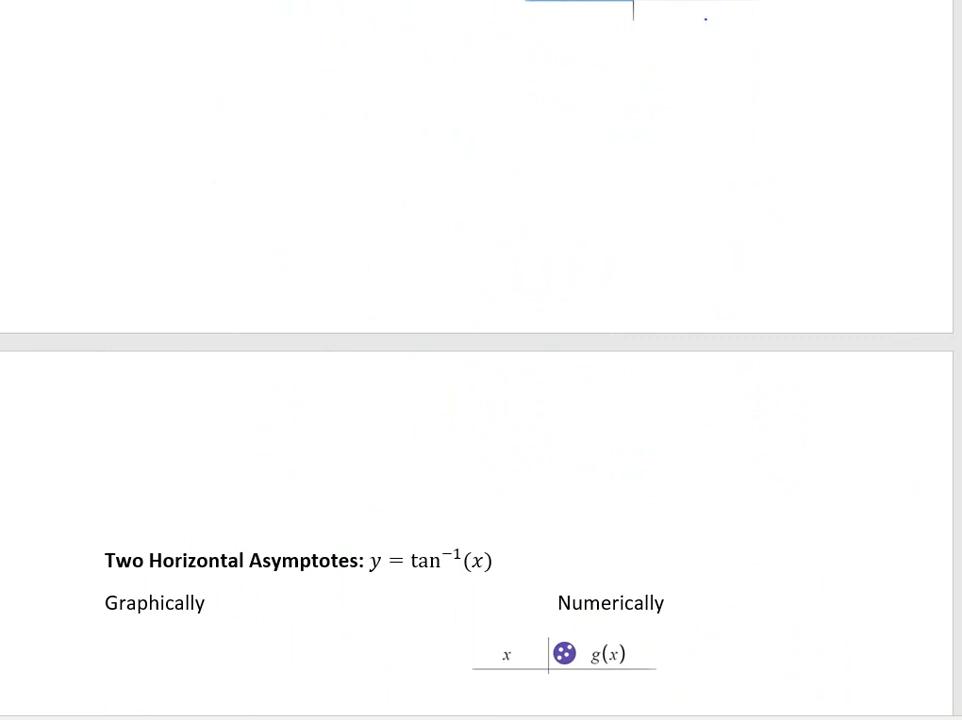 Two Horizontal Asymptotes: y = tan⁻¹(x)
Graphically Numerically
x g(x)